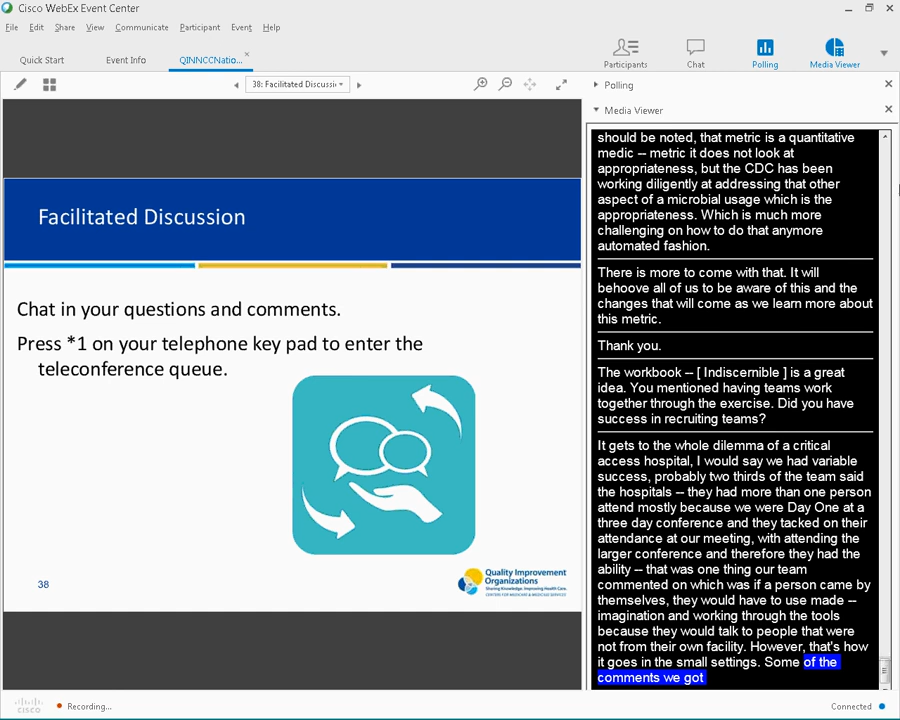 Cisco WebEx Event Center
File Edit Share View Communicate Participant Event Help
Quick Start
Event Info
QINNCCNatio...
Participants
Chat
Polling
Media Viewer
38: Facilitated Discussi
Polling
Media Viewer
Facilitated Discussion
Chat in your questions and comments.
Press *1 on your telephone key pad to enter the
teleconference queue.
38
Quality Improvement
Organizations
Sharing Knowledge. Improving Health Care.
CENTERS FOR MEDICARE & MEDICAID SERVICES
should be noted, that metric is a quantitative
medic -- metric it does not look at
appropriateness, but the CDC has been
working diligently at addressing that other
aspect of a microbial usage which is the
appropriateness. Which is much more
challenging on how to do that anymore
automated fashion.
There is more to come with that. It will
behoove all of us to be aware of this and the
changes that will come as we learn more about
this metric.
Thank you.
The workbook -- [ Indiscernible ] is a great
idea. You mentioned having teams work
together through the exercise. Did you have
success in recruiting teams?
It gets to the whole dilemma of a critical
access hospital, I would say we had variable
success, probably two thirds of the team said
the hospitals -- they had more than one person
attend mostly because we were Day One at a
three day conference and they tacked on their
attendance at our meeting, with attending the
larger conference and therefore they had the
ability -- that was one thing our team
commented on which was if a person came by
themselves, they would have to use made --
imagination and working through the tools
because they would talk to people that were
not from their own facility. However, that's how
it goes in the small settings. Some of the
comments we got
cisco
Recording...
Connected